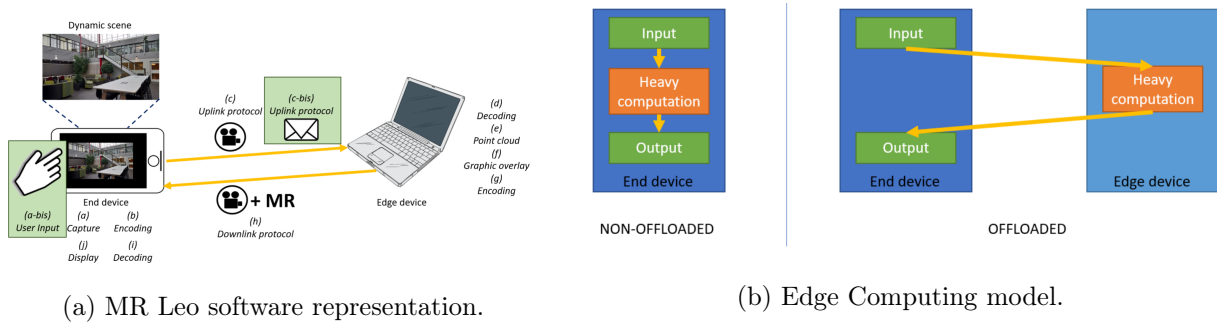 Dynamic scene
(c)
Uplink protocol
(c-bis)
Uplink protocol
(d)
Decoding
(e)
Point cloud
(f)
Graphic overlay
(g)
Encoding
+ MR
(h)
Downlink protocol
Edge device
End device
(a-bis)
User Input
(a)
Capture
(b)
Encoding
(j)
Display
(i)
Decoding
(a) MR Leo software representation.
Input
Heavy
computation
Output
End device
NON-OFFLOADED
Input
Output
End device
Heavy
computation
Edge device
OFFLOADED
(b) Edge Computing model.